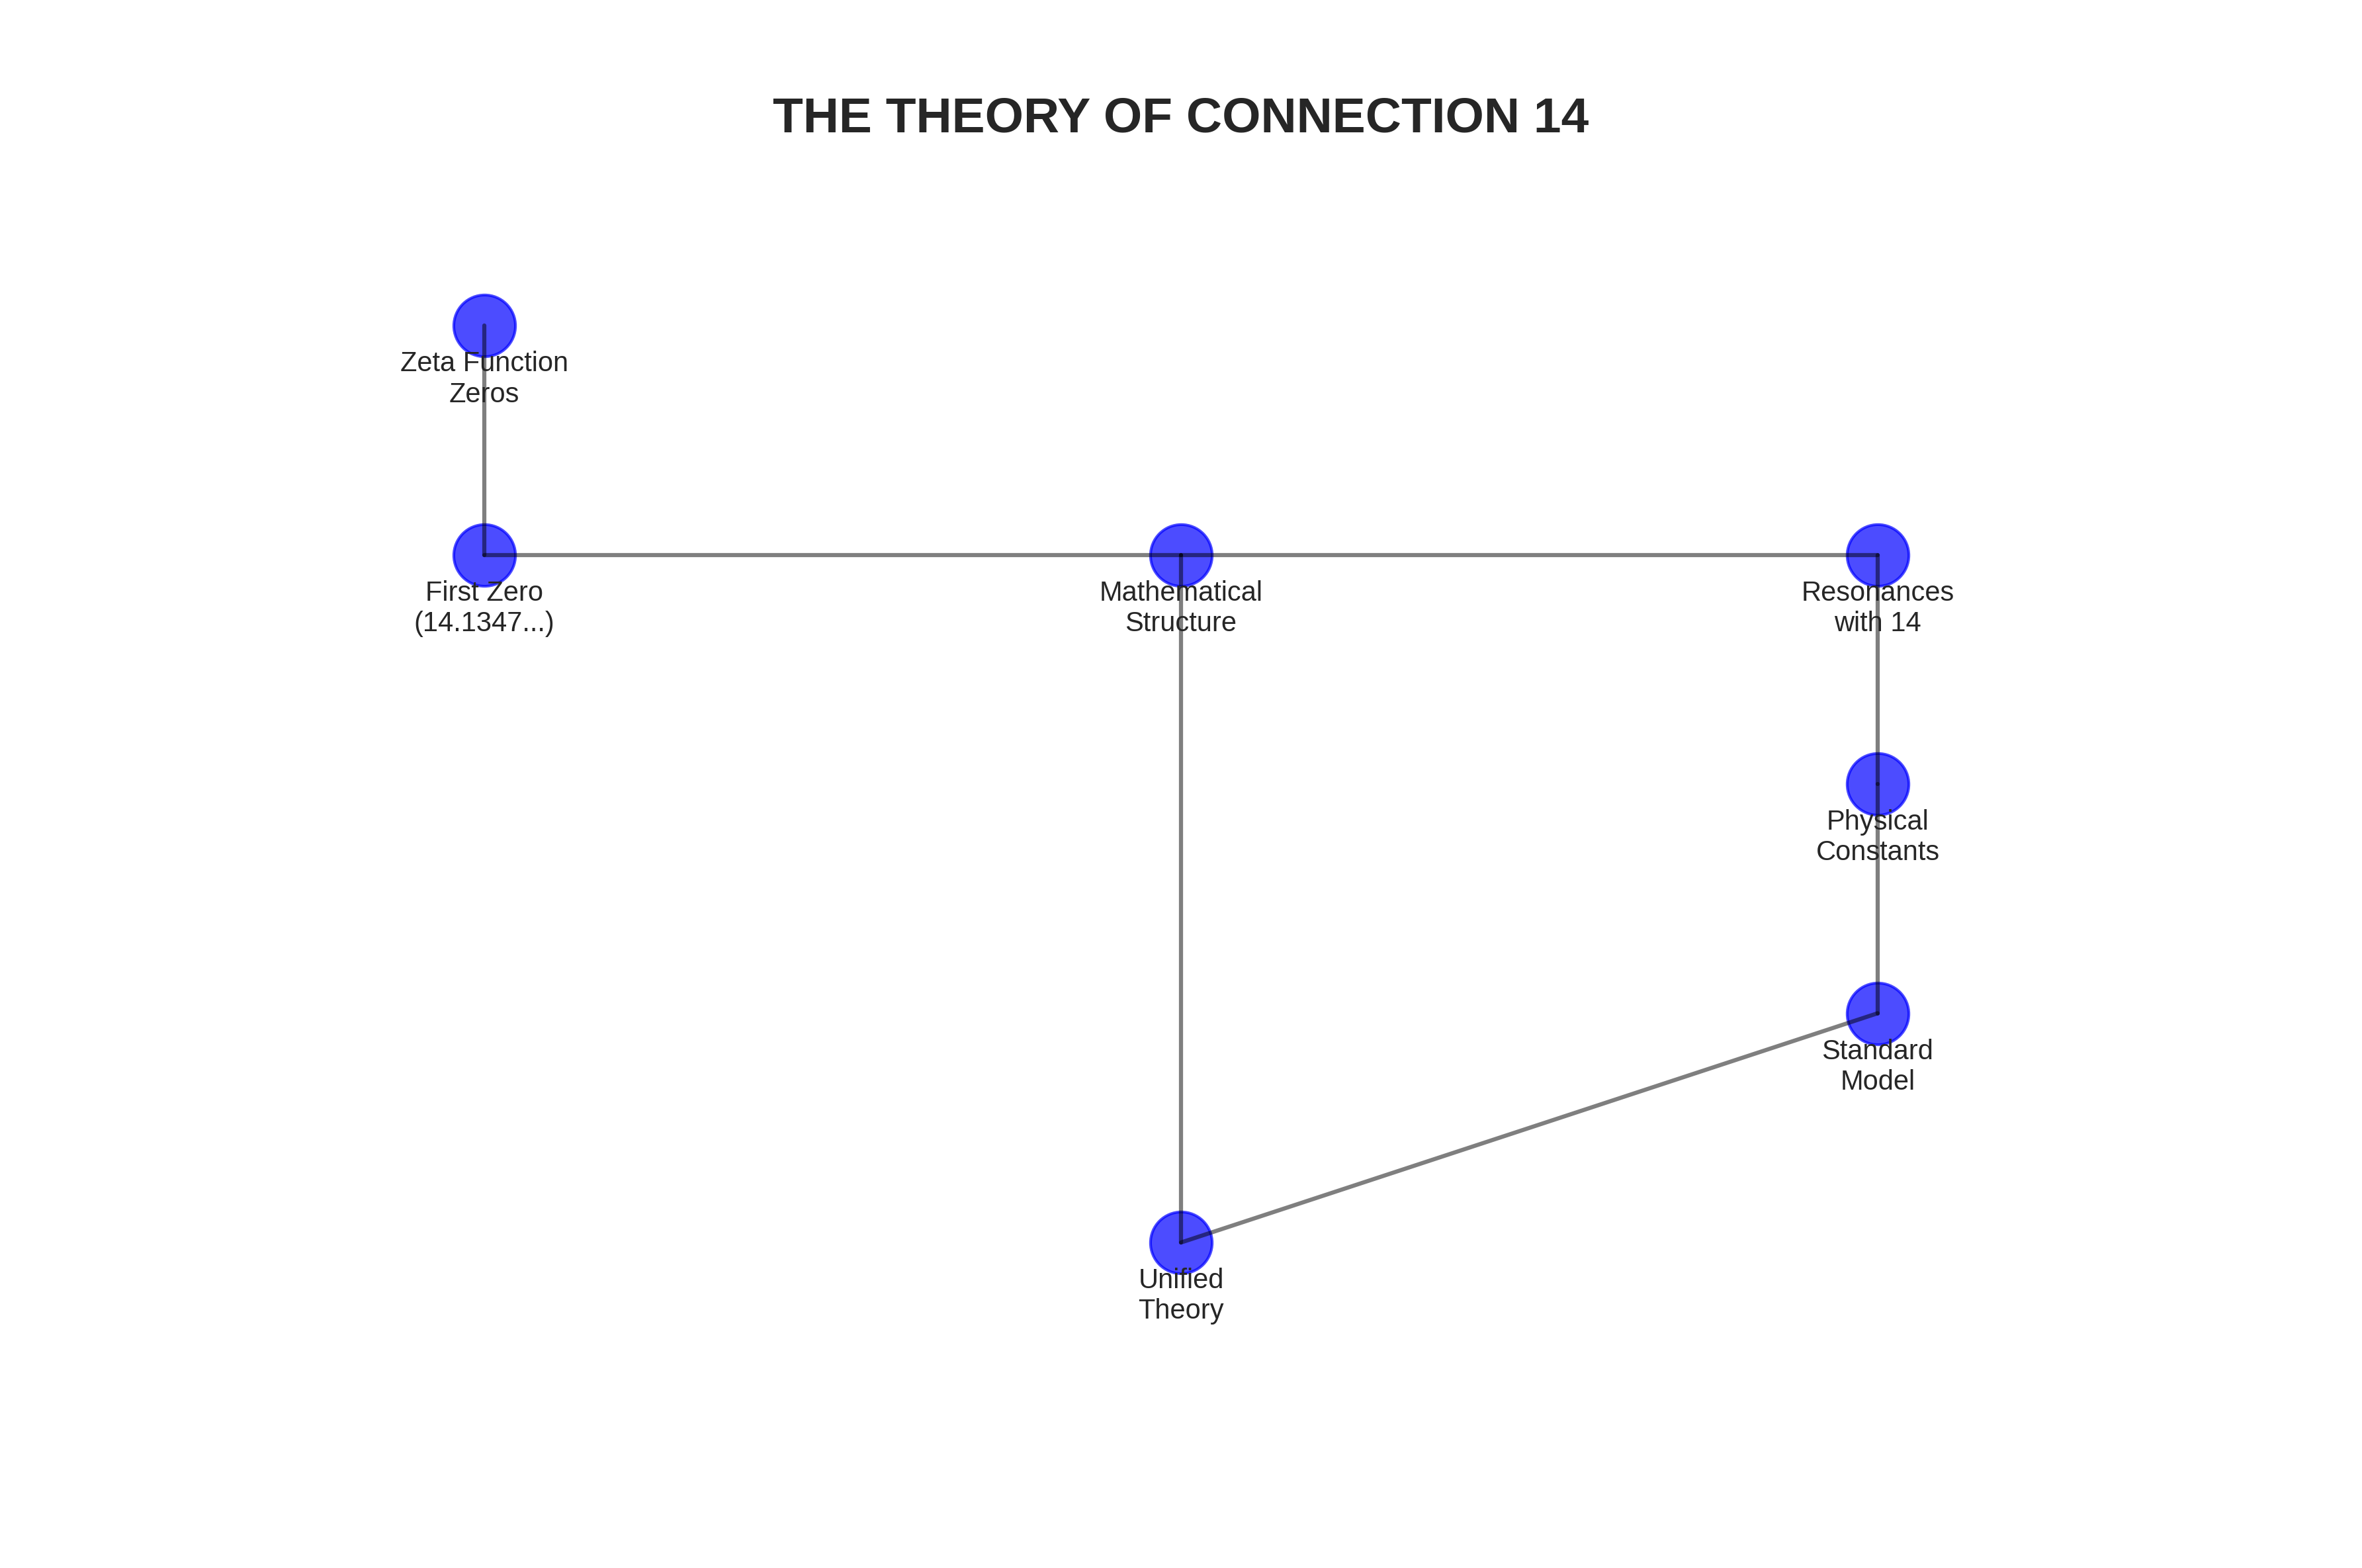 THE THEORY OF CONNECTION 14
Zeta Function
Zeros
First Zero
(14.1347...)
Mathematical
Structure
Resonances
with 14
Physical
Constants
Standard
Model
Unified
Theory